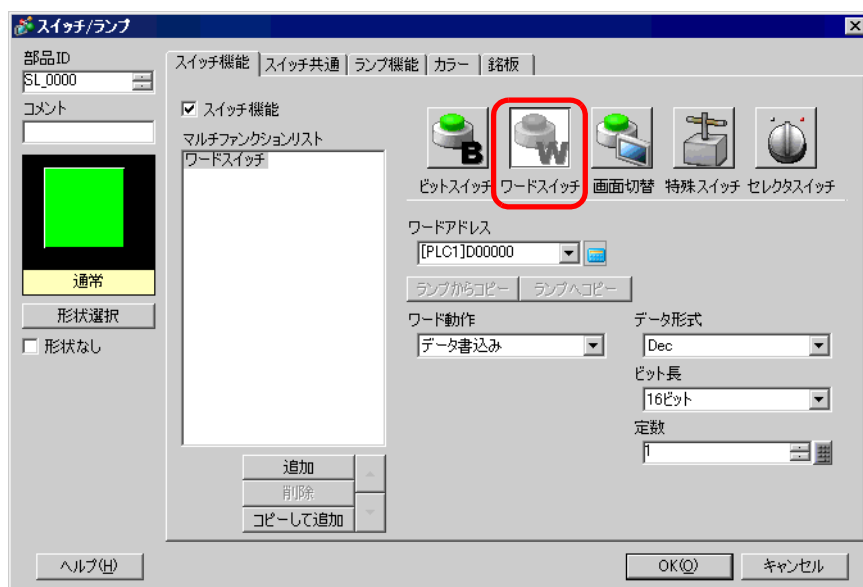 スイッチ/ランプ
部品ID
SL_0000
コメント
通常
形状選択
形状なし
スイッチ機能
スイッチ共通
ランプ機能
カラー
銘板
スイッチ機能
マルチファンクションリスト
ワードスイッチ
追加
削除
コピーして追加
B
W
ビットスイッチ
ワードスイッチ
画面切替
特殊スイッチ
セレクタスイッチ
ワードアドレス
[PLC1]D00000
ランプからコピー
ランプへコピー
ワード動作
データ書込み
データ形式
Dec
ビット長
16ビット
定数
1
ヘルプ(H)
OK(O)
キャンセル